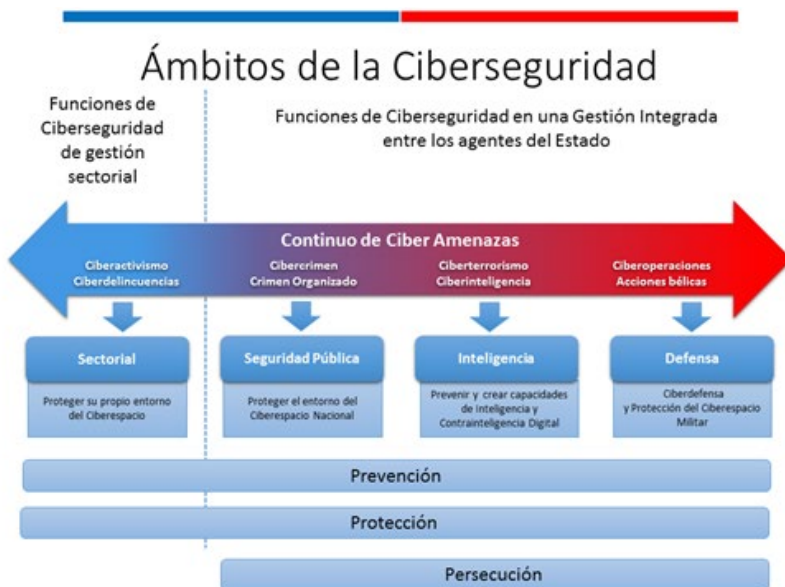 Ámbitos de la Ciberseguridad
Funciones de
Ciberseguridad
de gestión
sectorial
Funciones de Ciberseguridad en una Gestión Integrada
entre los agentes del Estado
Continuo de Ciber Amenazas
Ciberactivismo
Ciberdelincuencias
Cibercrimen
Crimen Organizado
Ciberterrorismo
Ciberinteligencia
Ciberoperaciones
Acciones bélicas
Sectorial
Proteger su propio entorno
del Ciberespacio
Seguridad Pública
Proteger el entorno del
Ciberespacio Nacional
Inteligencia
Prevenir y crear capacidades
de Inteligencia y
Contrainteligencia Digital
Defensa
Ciberdefensa
y Protección del Ciberespacio
Militar
Prevención
Protección
Persecución